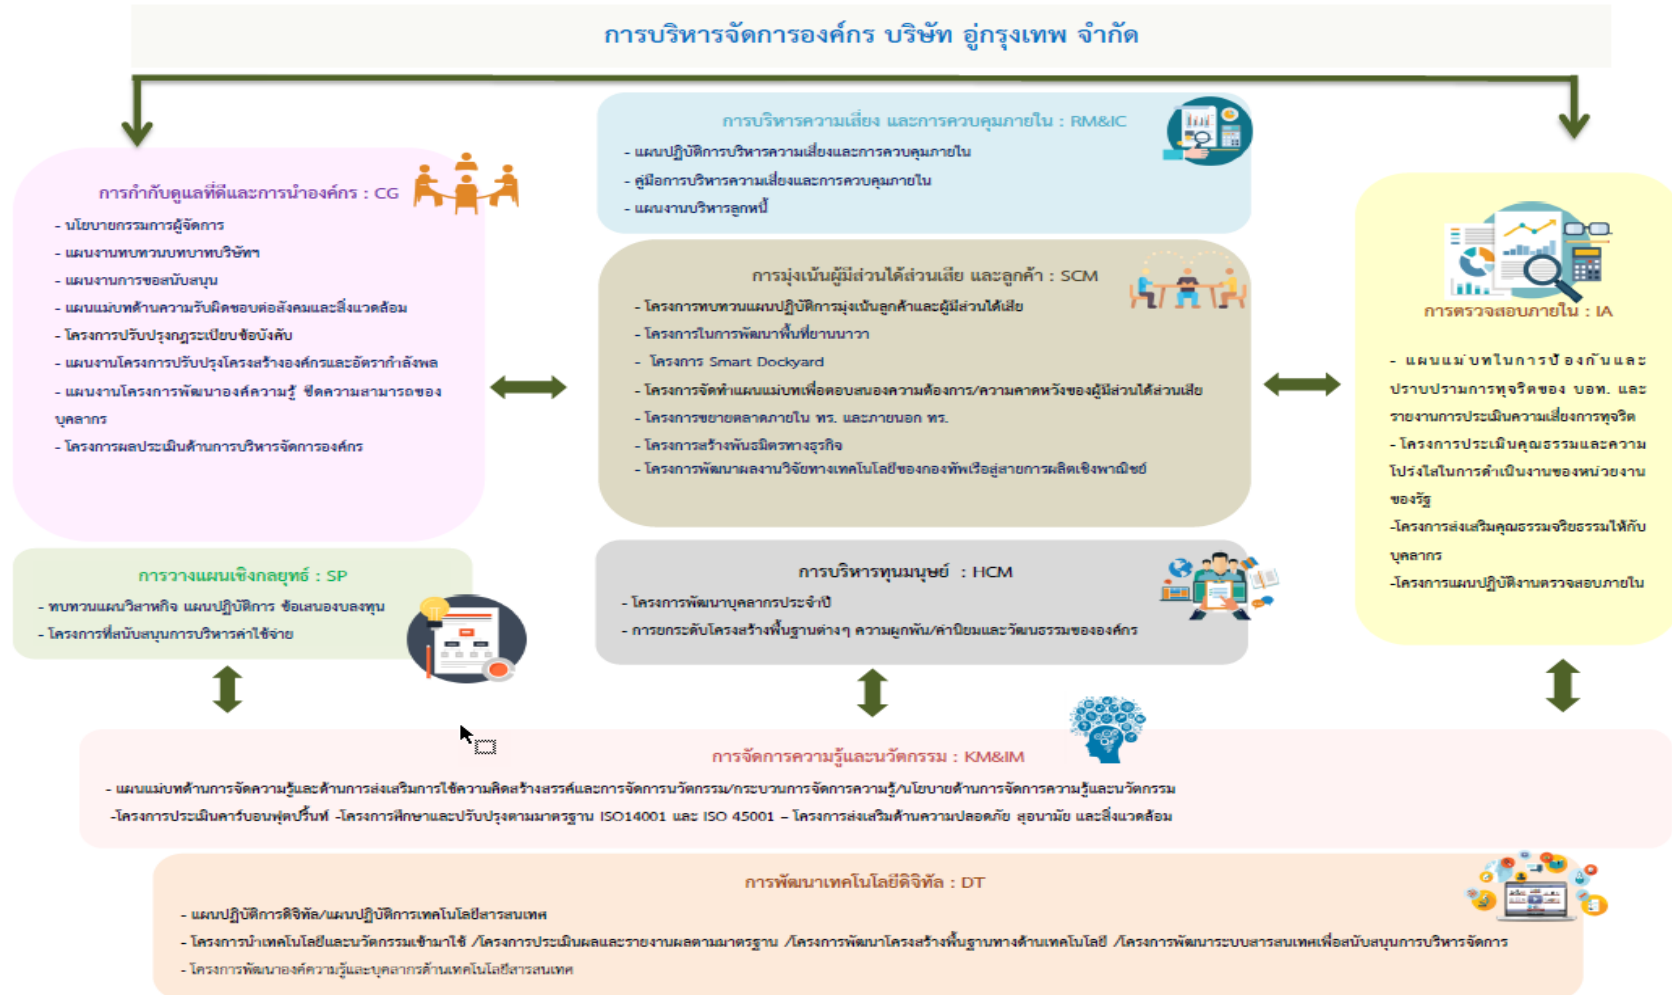 การบริหารจัดการองค์กร บริษัท อู่กรุงเทพ จำกัด
การกำกับดูแลที่ดีและการนำองค์กร : CG
- นโยบายกรรมการผู้จัดการ
- แผนงานทบทวนบทบาทบริษัทฯ
- แผนงานการขอสนับสนุน
- แผนแม่บทด้านความรับผิดชอบต่อสังคมและสิ่งแวดล้อม
- โครงการปรับปรุงกฎระเบียบข้อบังคับ
- แผนงานโครงการปรับปรุงโครงสร้างองค์กรและอัตรากำลังพล
- แผนงานโครงการพัฒนาองค์ความรู้ ขีดความสามารถของ
บุคลากร
- โครงการผลประเมินด้านการบริหารจัดการองค์กร
การวางแผนเชิงกลยุทธ์ : SP
- ทบทวนแผนวิสาหกิจ แผนปฏิบัติการ ข้อเสนองบลงทุน
- โครงการที่สนับสนุนการบริหารค่าใช้จ่าย
การบริหารความเสี่ยง และการควบคุมภายใน : RM&IC
- แผนปฏิบัติการบริหารความเสี่ยงและการควบคุมภายใน
- คู่มือการบริหารความเสี่ยงและการควบคุมภายใน
- แผนงานบริหารลูกหนี้
การมุ่งเน้นผู้มีส่วนได้ส่วนเสีย และลูกค้า : SCM
- โครงการทบทวนแผนปฏิบัติการมุ่งเน้นลูกค้าและผู้มีส่วนได้เสีย
- โครงการในการพัฒนาพื้นที่ยานนาวา
- โครงการ Smart Dockyard
- โครงการจัดทำแผนแม่บทเพื่อตอบสนองความต้องการ/ความคาดหวังของผู้มีส่วนได้ส่วนเสีย
- โครงการขยายตลาดภายใน ทร. และภายนอก ทร.
- โครงการสร้างพันธมิตรทางธุรกิจ
- โครงการพัฒนาผลงานวิจัยทางเทคโนโลยีของกองทัพเรือสู่สายการผลิตเชิงพาณิชย์
การบริหารทุนมนุษย์ : HCM
- โครงการพัฒนาบุคลากรประจำปี
- การยกระดับโครงสร้างพื้นฐานต่างๆ ความผูกพัน/ค่านิยมและวัฒนธรรมขององค์กร
การตรวจสอบภายใน : IA
- แผนแม่บทในการป้องกันและ
ปราบปรามการทุจริตของ บอท. และ
รายงานการประเมินความเสี่ยงการทุจริต
- โครงการประเมินคุณธรรมและความ
โปร่งใสในการดำเนินงานของหน่วยงาน
ของรัฐ
-โครงการส่งเสริมคุณธรรมจริยธรรมให้กับ
บุคลากร
-โครงการแผนปฏิบัติงานตรวจสอบภายใน
การจัดการความรู้และนวัตกรรม : KM&IM
- แผนแม่บทด้านการจัดความรู้และด้านการส่งเสริมการใช้ความคิดสร้างสรรค์และการจัดการนวัตกรรม/กระบวนการจัดการความรู้/นโยบายด้านการจัดการความรู้และนวัตกรรม
-โครงการประเมินคาร์บอนฟุตปริ้นท์ -โครงการศึกษาและปรับปรุงตามมาตรฐาน ISO14001 และ ISO 45001 – โครงการส่งเสริมด้านความปลอดภัย สุอนามัย และสิ่งแวดล้อม
การพัฒนาเทคโนโลยีดิจิทัล : DT
- แผนปฏิบัติการดิจิทัล/แผนปฏิบัติการเทคโนโลยีสารสนเทศ
- โครงการนำเทคโนโลยีและนวัตกรรมเข้ามาใช้ /โครงการประเมินผลและรายงานผลตามมาตรฐาน /โครงการพัฒนาโครงสร้างพื้นฐานทางด้านเทคโนโลยี /โครงการพัฒนาระบบสารสนเทศเพื่อสนับสนุนการบริหารจัดการ
- โครงการพัฒนาองค์ความรู้และบุคลากรด้านเทคโนโลยีสารสนเทศ